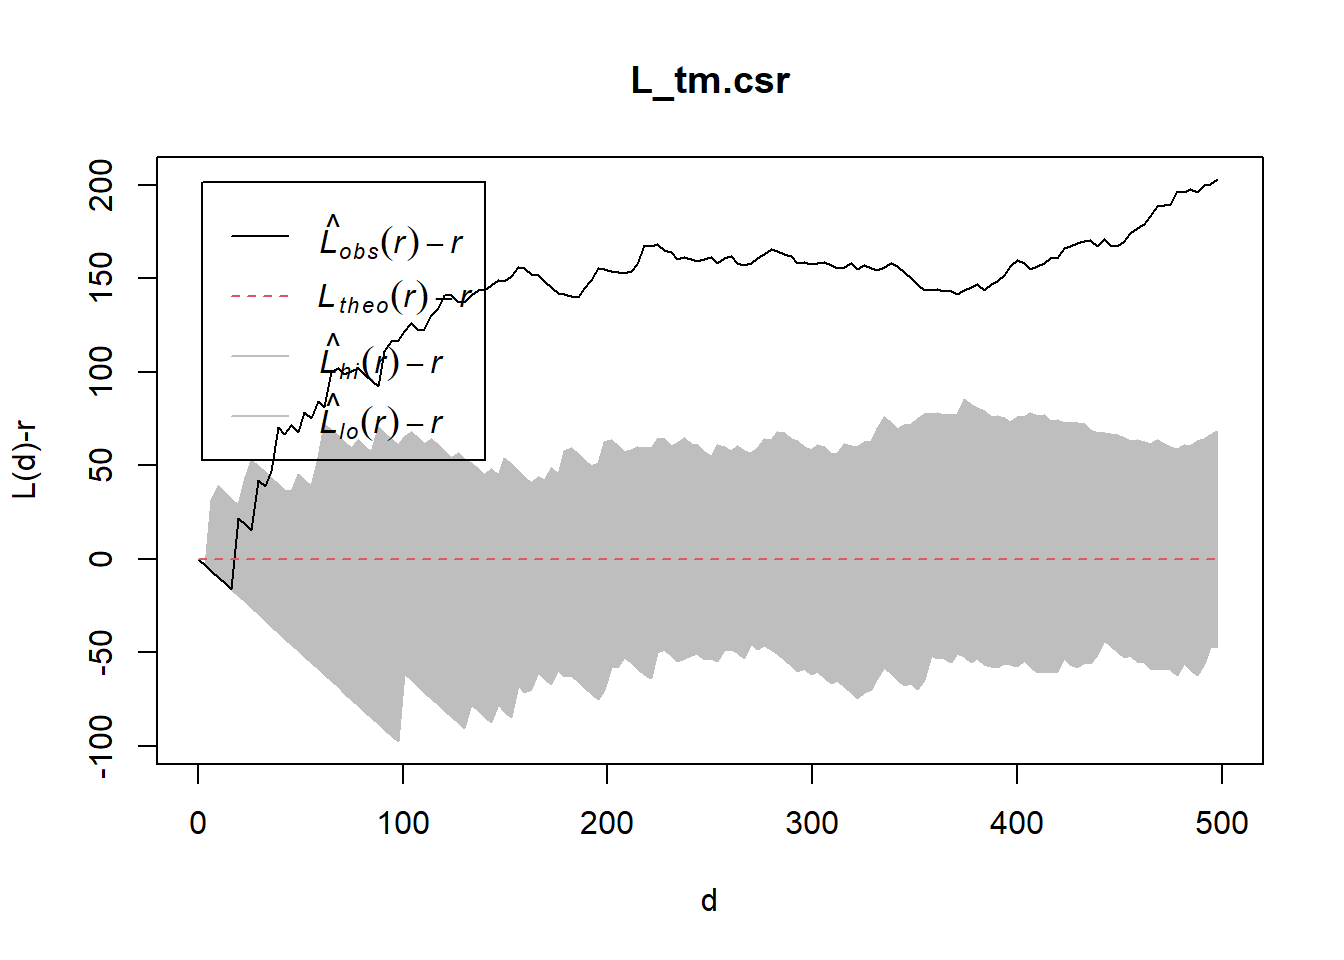 L_tm.csr
L(d)-r
200
150
100
50
0
-50
-100
L̂obs(r) − r
Ltheo(r) − r
L̂hi(r) − r
L̂lo(r) − r
0 100 200 300 400 500
d